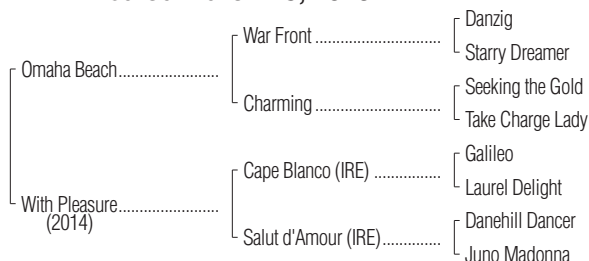 War Front ................................
Danzig
Starry Dreamer
Omaha Beach.........................
Charming ................................
Seeking the Gold
Take Charge Lady
With Pleasure.........................
(2014)
Cape Blanco (IRE) .................
Galileo
Laurel Delight
Salut d'Amour (IRE)...............
Danehill Dancer
Juno Madonna